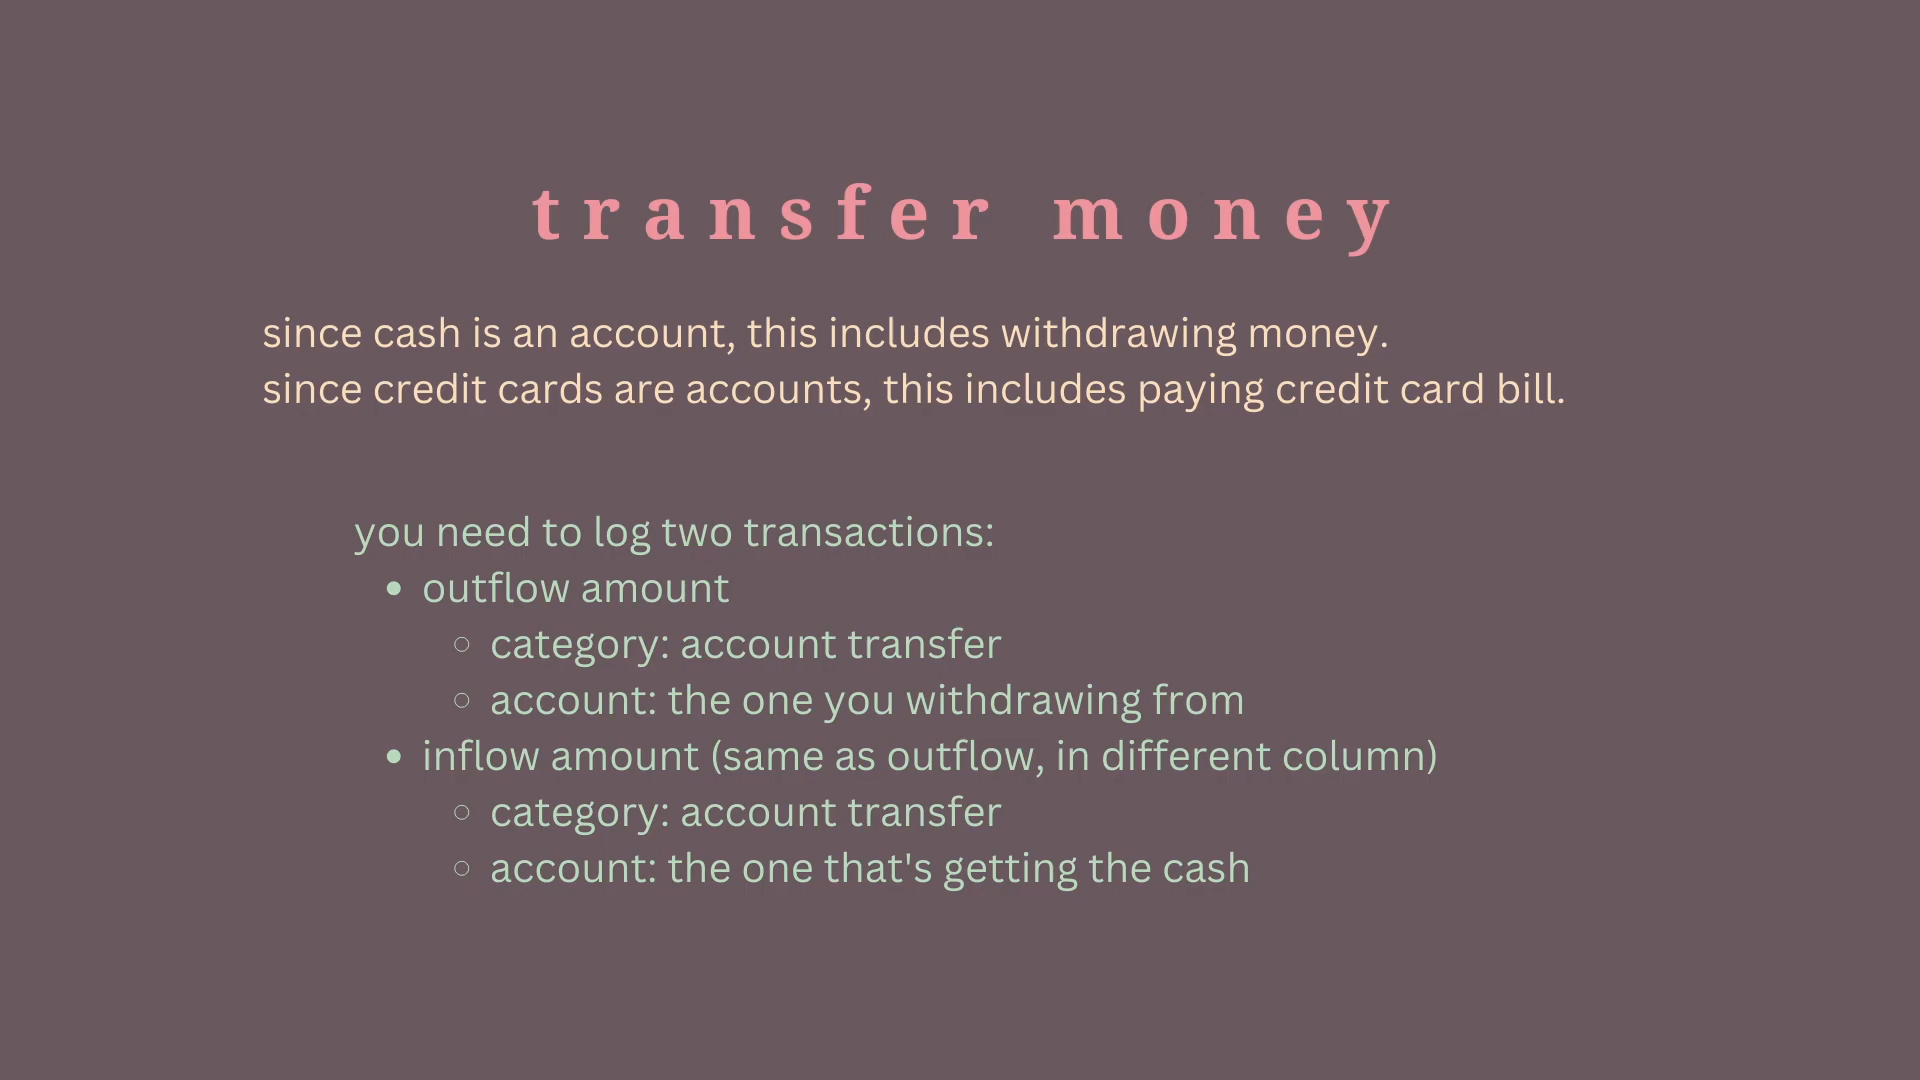 transfer money
since cash is an account, this includes withdrawing money.
since credit cards are accounts, this includes paying credit card bill.
you need to log two transactions:
• outflow amount
○ category: account transfer
○ account: the one you withdrawing from
• inflow amount (same as outflow, in different column)
○ category: account transfer
○ account: the one that's getting the cash